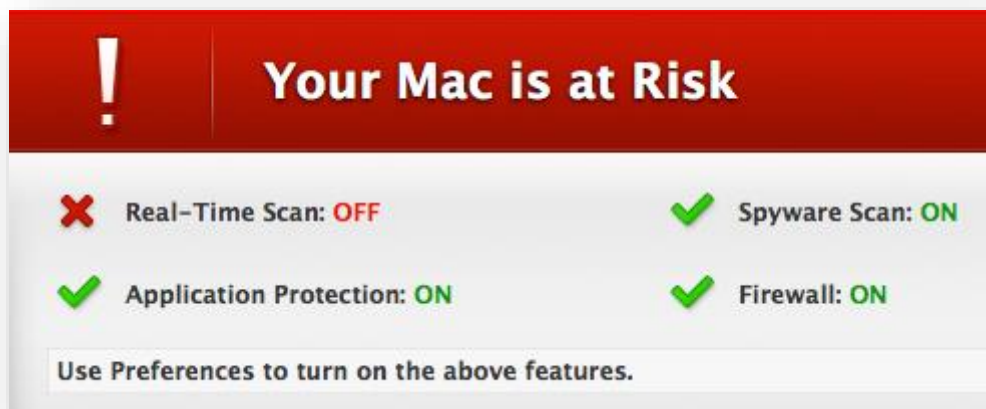 ! Your Mac is at Risk
Real-Time Scan: OFF Spyware Scan: ON
Application Protection: ON Firewall: ON
Use Preferences to turn on the above features.